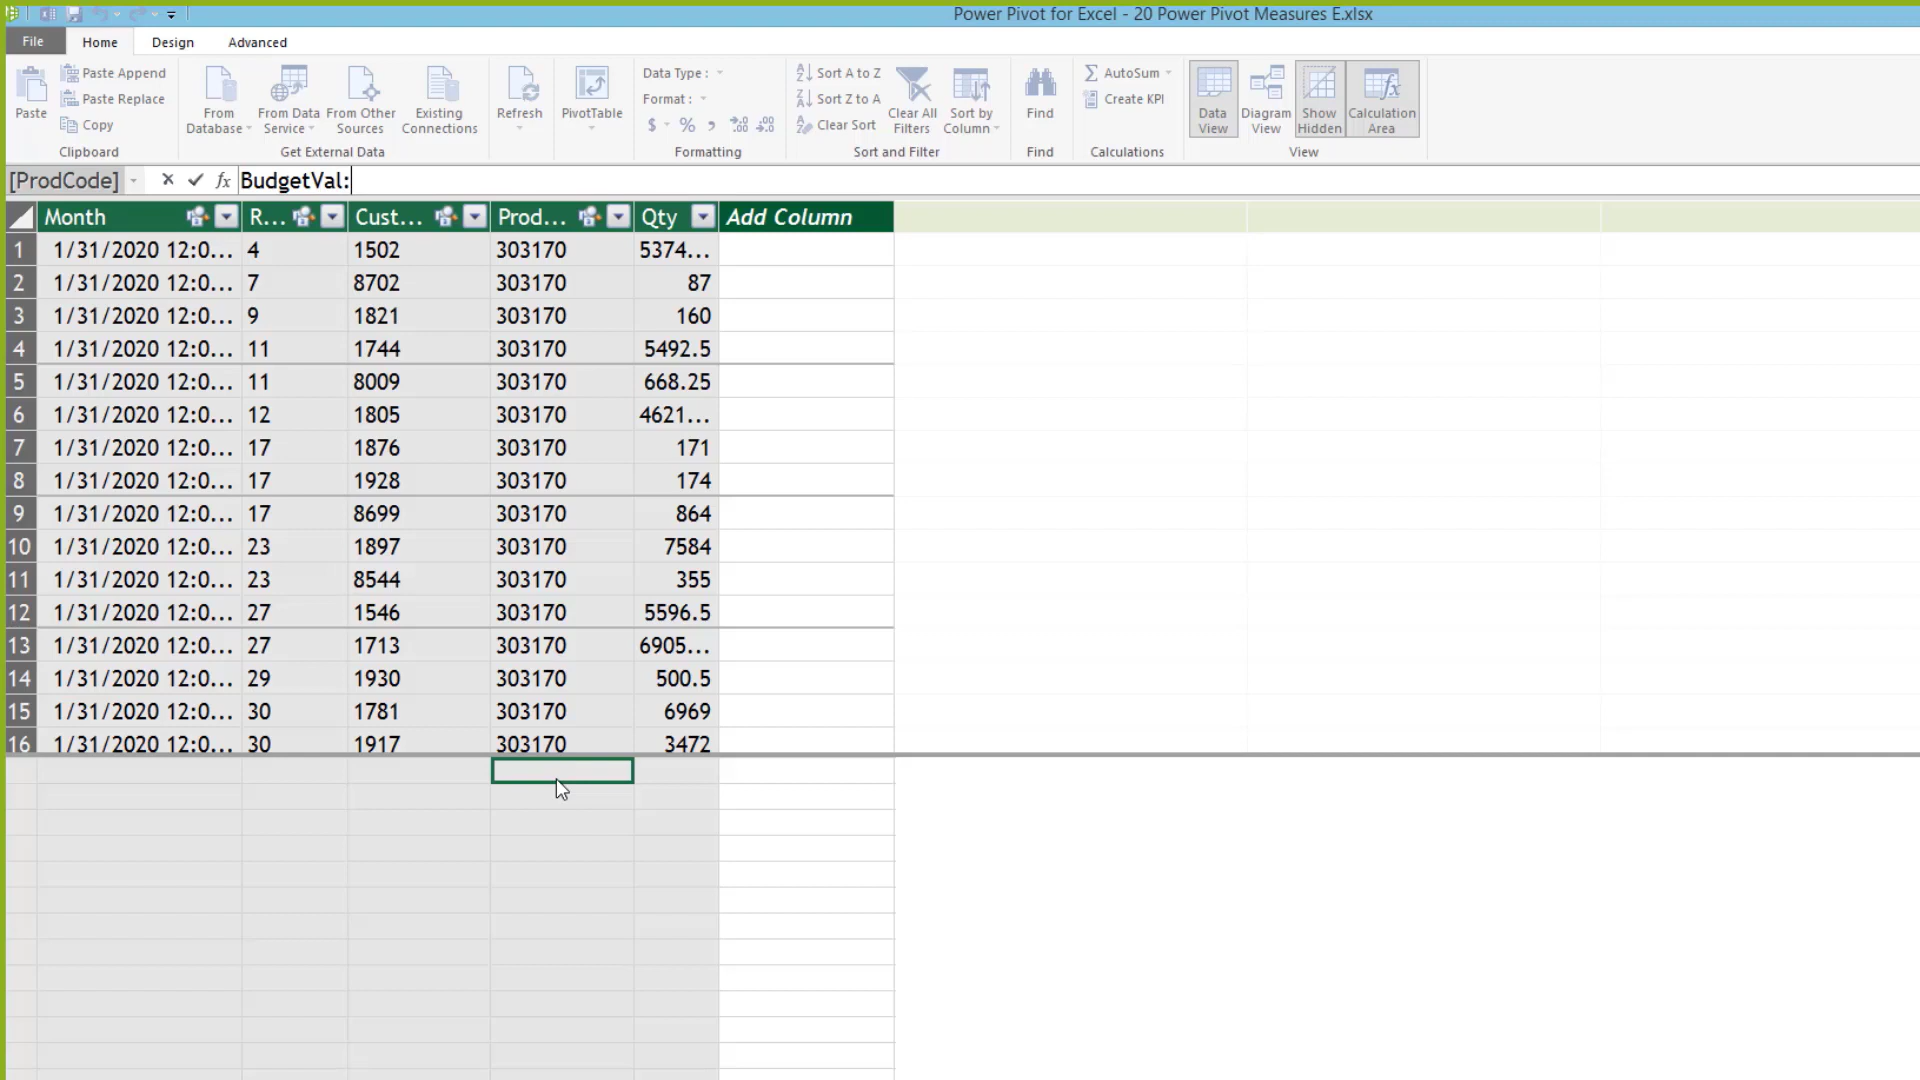 Power Pivot for Excel - 20 Power Pivot Measures E.xlsx
File Home Design Advanced
Paste
Paste Append
Paste Replace
Copy
Clipboard
From Database
From Data Service
From Other Sources
Existing Connections
Get External Data
Refresh
PivotTable
Data Type :
Format :
$ % , .00 .00
Formatting
Sort A to Z
Sort Z to A
Clear Sort
Clear All Filters
Sort by Column
Sort and Filter
Find
Find
AutoSum
Create KPI
Calculations
Data View
Diagram View
Show Hidden
Calculation Area
View
[ProdCode] fx BudgetVal:
Month R... Cust... Prod... Qty Add Column
1 1/31/2020 12:0... 4 1502 303170 5374...
2 1/31/2020 12:0... 7 8702 303170 87
3 1/31/2020 12:0... 9 1821 303170 160
4 1/31/2020 12:0... 11 1744 303170 5492.5
5 1/31/2020 12:0... 11 8009 303170 668.25
6 1/31/2020 12:0... 12 1805 303170 4621...
7 1/31/2020 12:0... 17 1876 303170 171
8 1/31/2020 12:0... 17 1928 303170 174
9 1/31/2020 12:0... 17 8699 303170 864
10 1/31/2020 12:0... 23 1897 303170 7584
11 1/31/2020 12:0... 23 8544 303170 355
12 1/31/2020 12:0... 27 1546 303170 5596.5
13 1/31/2020 12:0... 27 1713 303170 6905...
14 1/31/2020 12:0... 29 1930 303170 500.5
15 1/31/2020 12:0... 30 1781 303170 6969
16 1/31/2020 12:0... 30 1917 303170 3472